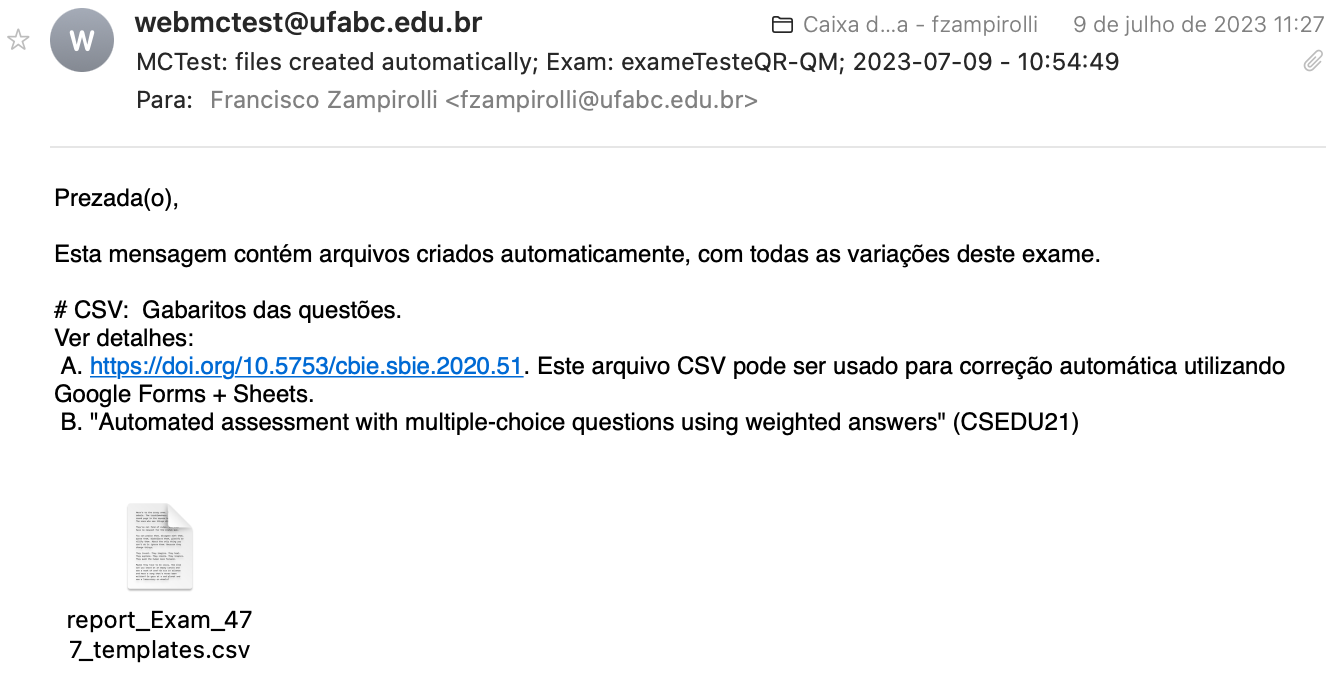 W
webmctest@ufabc.edu.br
Caixa d...a - fzampirolli
9 de julho de 2023 11:27
MCTest: files created automatically; Exam: exameTesteQR-QM; 2023-07-09 - 10:54:49
Para: Francisco Zampirolli <fzampirolli@ufabc.edu.br>
Prezada(o),
Esta mensagem contém arquivos criados automaticamente, com todas as variações deste exame.
# CSV:  Gabaritos das questões.
Ver detalhes:
A. https://doi.org/10.5753/cbie.sbie.2020.51. Este arquivo CSV pode ser usado para correção automática utilizando
Google Forms + Sheets.
B. "Automated assessment with multiple-choice questions using weighted answers" (CSEDU21)
report_Exam_47
7_templates.csv